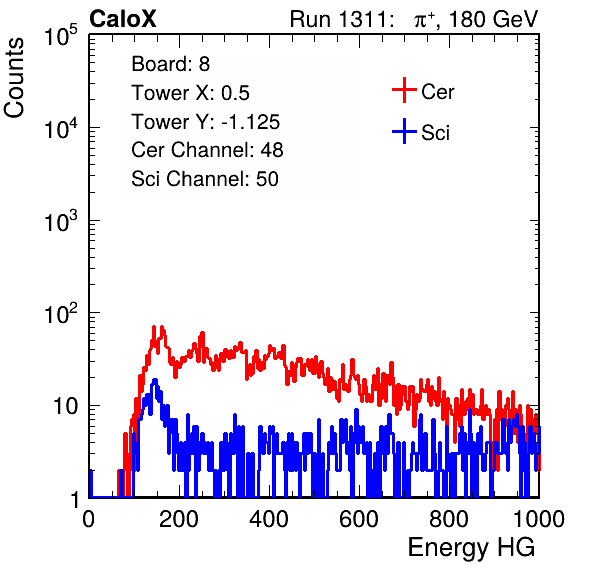 CaloX Run 1311: π⁺, 180 GeV
Counts
Board: 8
Tower X: 0.5
Tower Y: -1.125
Cer Channel: 48
Sci Channel: 50
Cer
Sci
10⁵
10⁴
10³
10²
10
1
0 200 400 600 800 1000
Energy HG